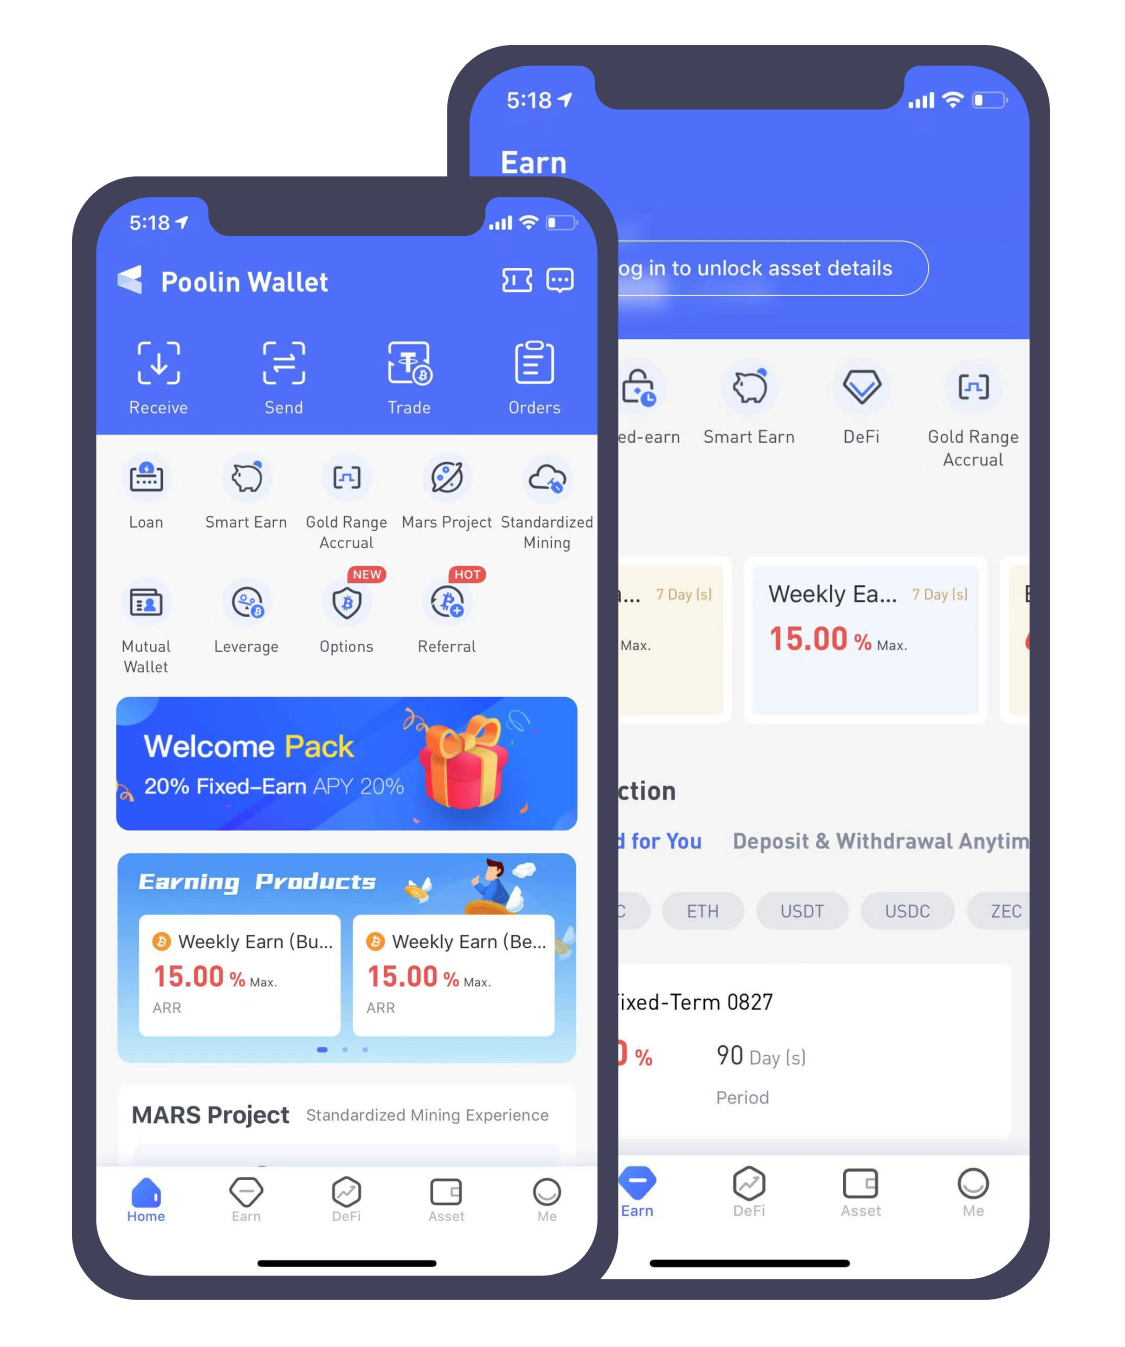 5:18
Poolin Wallet
Receive
Send
Trade
Orders
Loan
Smart Earn
Gold Range
Accrual
Mars Project
Standardized
Mining
Mutual
Wallet
Leverage
NEW
Options
HOT
Referral
Welcome Pack
20% Fixed-Earn APY 20%
Earning Products
Weekly Earn (Bu...
15.00 % Max.
ARR
Weekly Earn (Be...
15.00 % Max.
ARR
MARS Project Standardized Mining Experience
Home
Earn
DeFi
Asset
Me
5:18
Earn
og in to unlock asset details
ed-earn
Smart Earn
DeFi
Gold Range
Accrual
... 7 Day (s)
Max.
Weekly Ea... 7 Day (s)
15.00 % Max.
ction
d for You
Deposit & Withdrawal Anytim
C
ETH
USDT
USDC
ZEC
ixed-Term 0827
0 %
90 Day (s)
Period
Earn
DeFi
Asset
Me